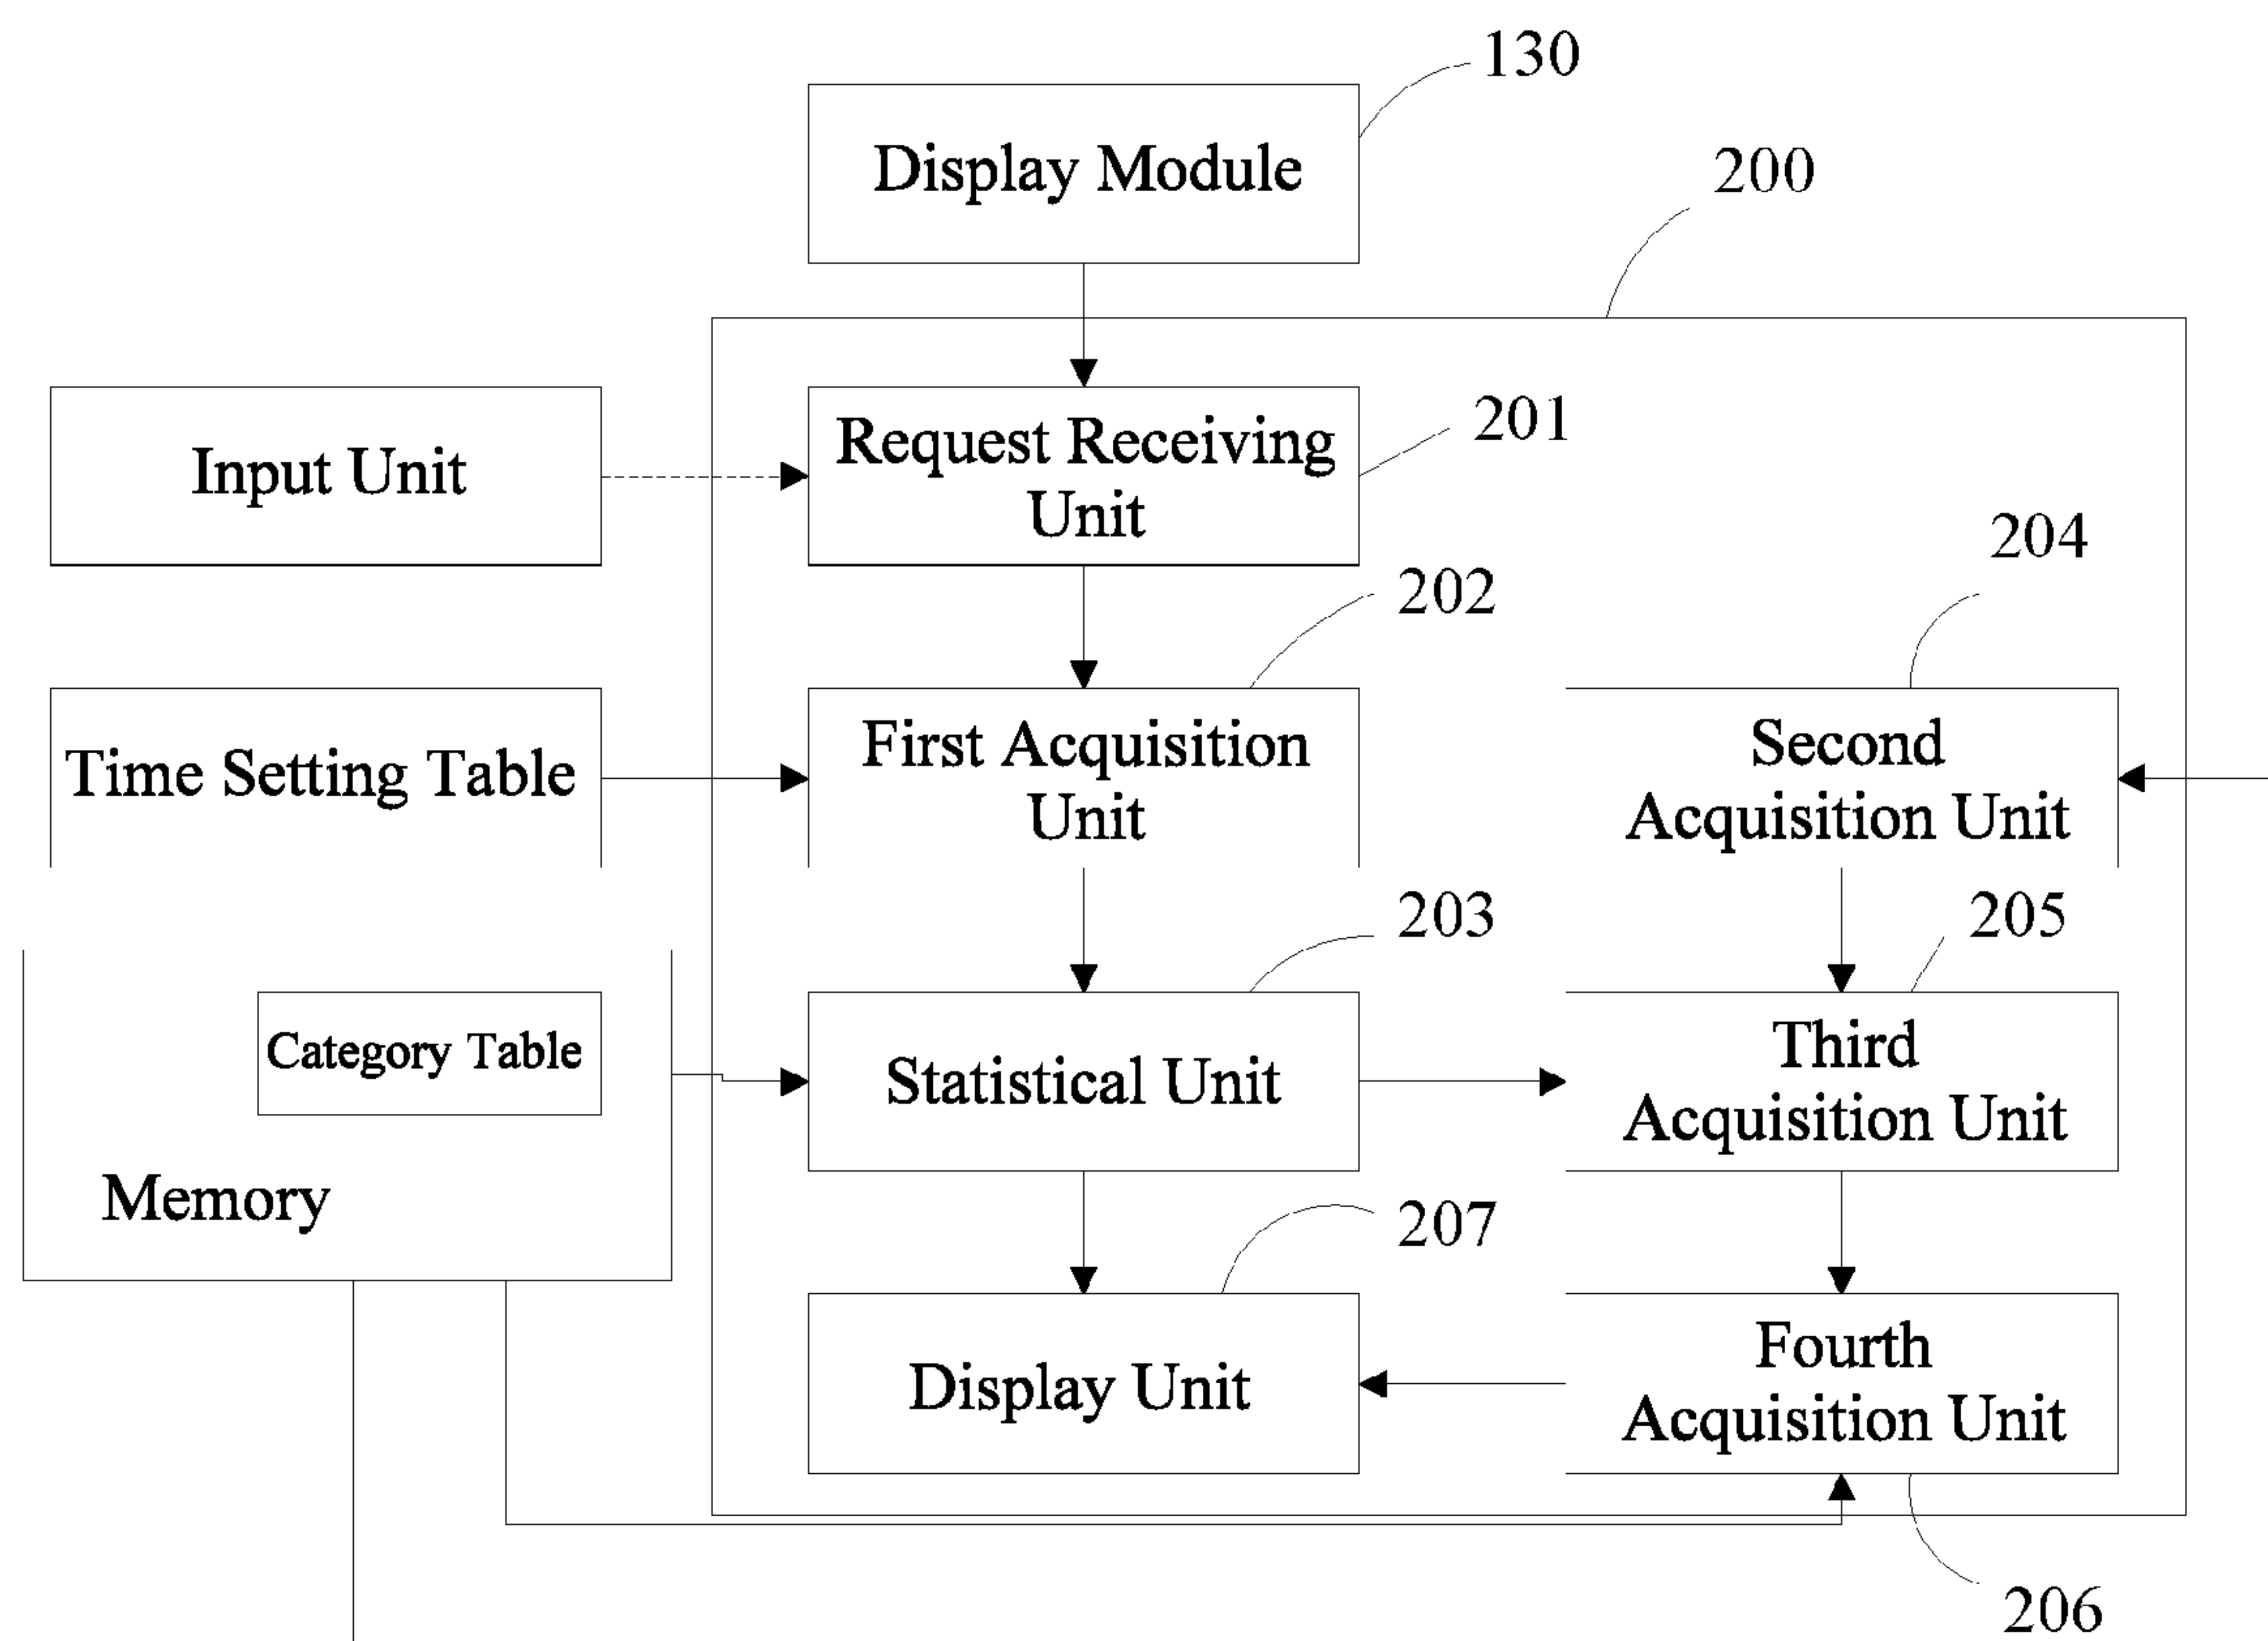 130
Display Module
200
Input Unit
Request Receiving
Unit
201
202
204
Time Setting Table
First Acquisition
Unit
Second
Acquisition Unit
203
205
Category Table
Memory
Statistical Unit
Third
Acquisition Unit
207
Display Unit
Fourth
Acquisition Unit
206